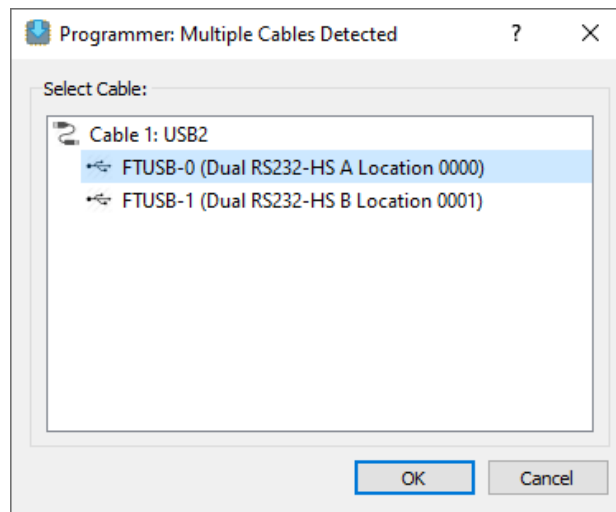 Programmer: Multiple Cables Detected ?
Select Cable:
Cable 1: USB2
FTUSB-0 (Dual RS232-HS A Location 0000)
FTUSB-1 (Dual RS232-HS B Location 0001)
OK Cancel